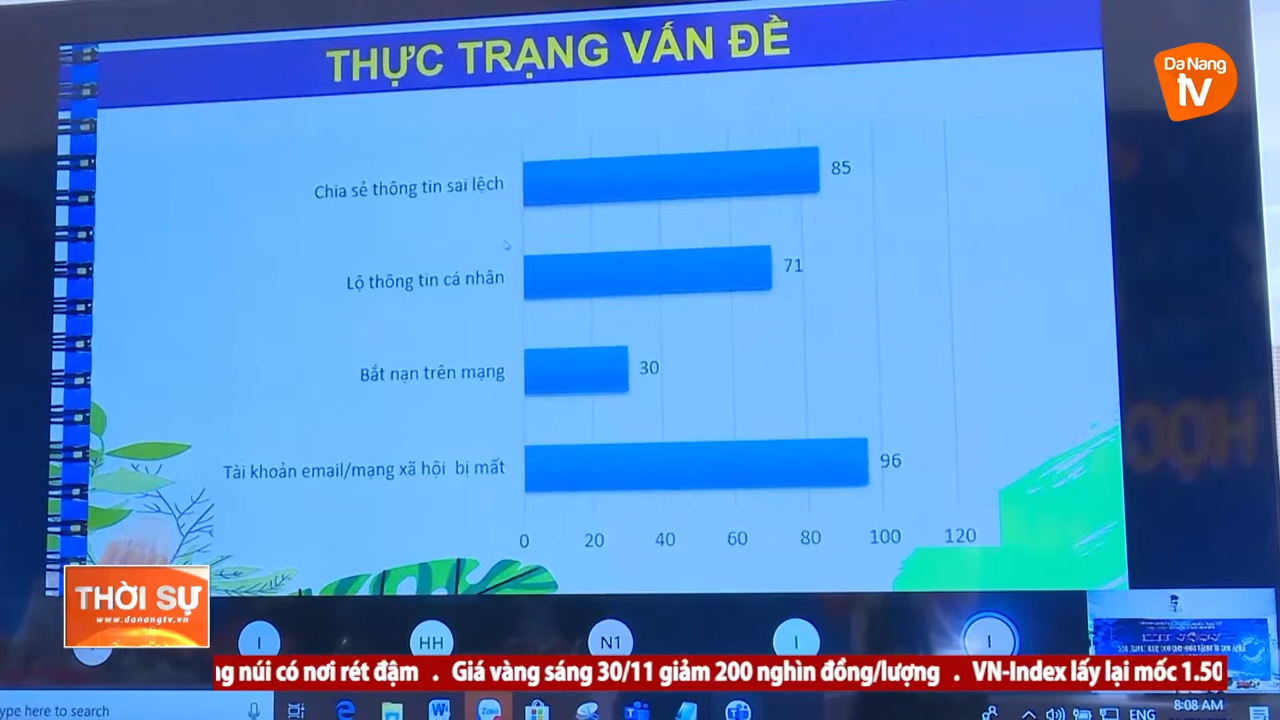 THỰC TRẠNG VẤN ĐỀ
Da Nang
tv
Chia sẻ thông tin sai lệch
85
Lộ thông tin cá nhân
71
Bắt nạn trên mạng
30
Tài khoản email/mạng xã hội bị mất
96
0 20 40 60 80 100 120
HOC
THỜI SỰ
www.danangtv.vn
I HH N1 I I
ng núi có nơi rét đậm . Giá vàng sáng 30/11 giảm 200 nghìn đồng/lượng . VN-Index lấy lại mốc 1.50
ype here to search
Zalo
ENG
8:08 AM